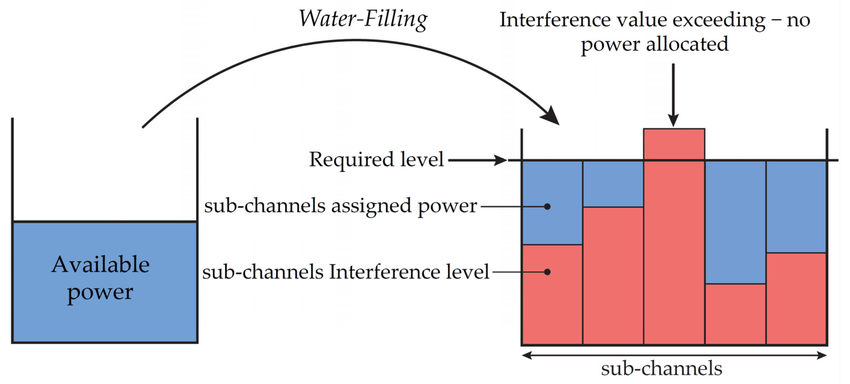 Water-Filling
Interference value exceeding – no
power allocated
Required level
sub-channels assigned power
sub-channels Interference level
Available
power
sub-channels